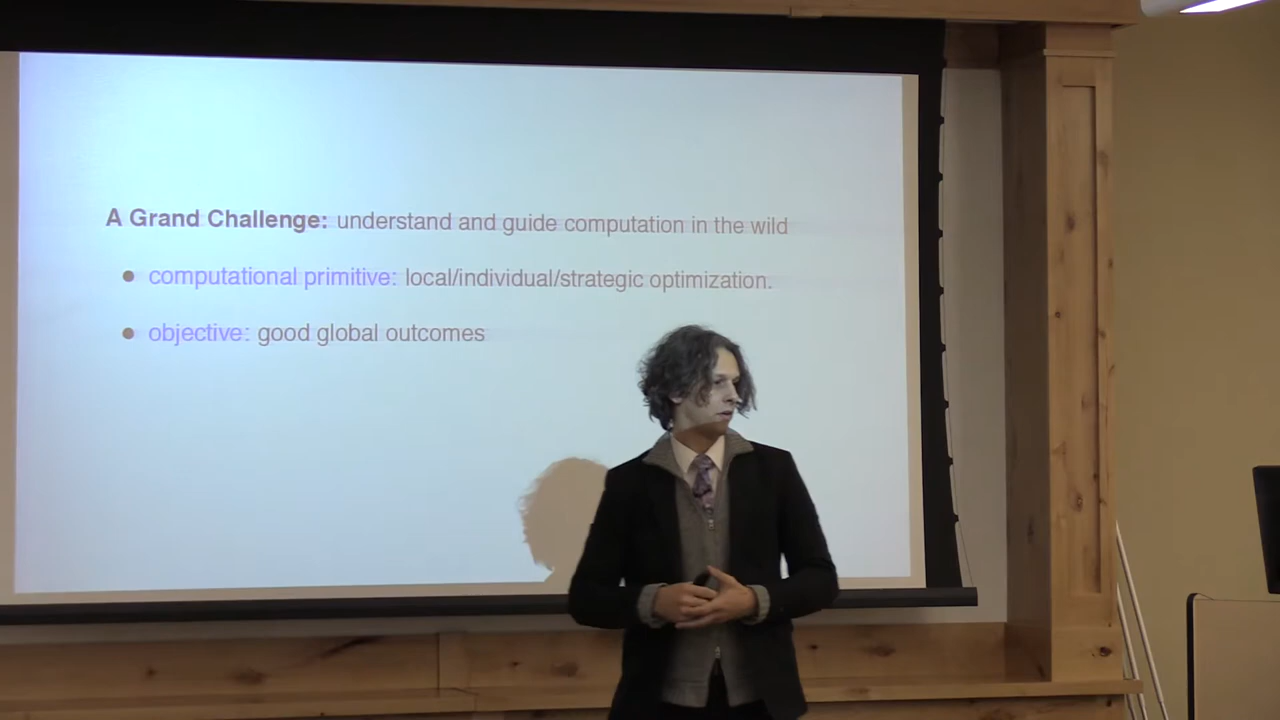 A Grand Challenge: understand and guide computation in the wild
● computational primitive: local/individual/strategic optimization.
● objective: good global outcomes